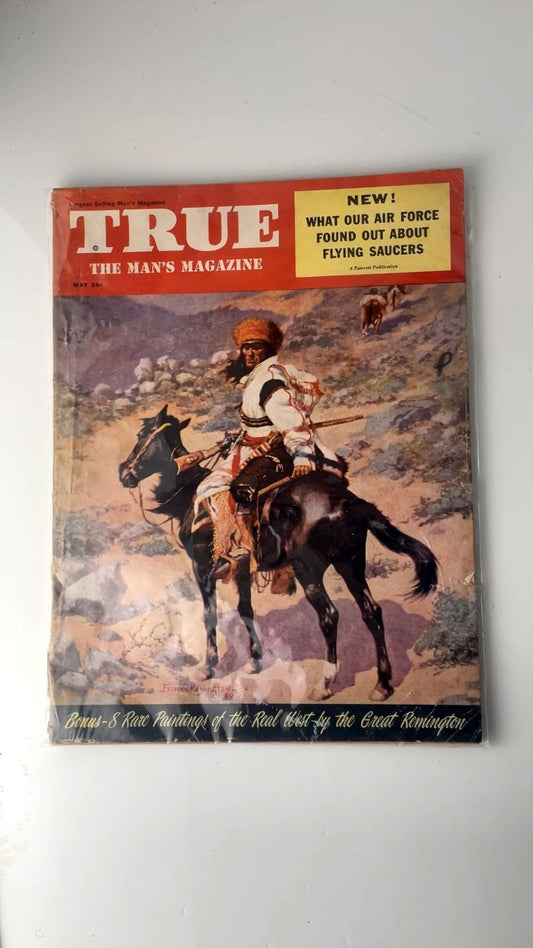 Largest Selling Man's Magazine
TRUE
THE MAN'S MAGAZINE
MAY 25¢
NEW!
WHAT OUR AIR FORCE
FOUND OUT ABOUT
FLYING SAUCERS
A Fawcett Publication
FREDERIC REMINGTON
Bonus-8 Rare Paintings of the Real West by the Great Remington